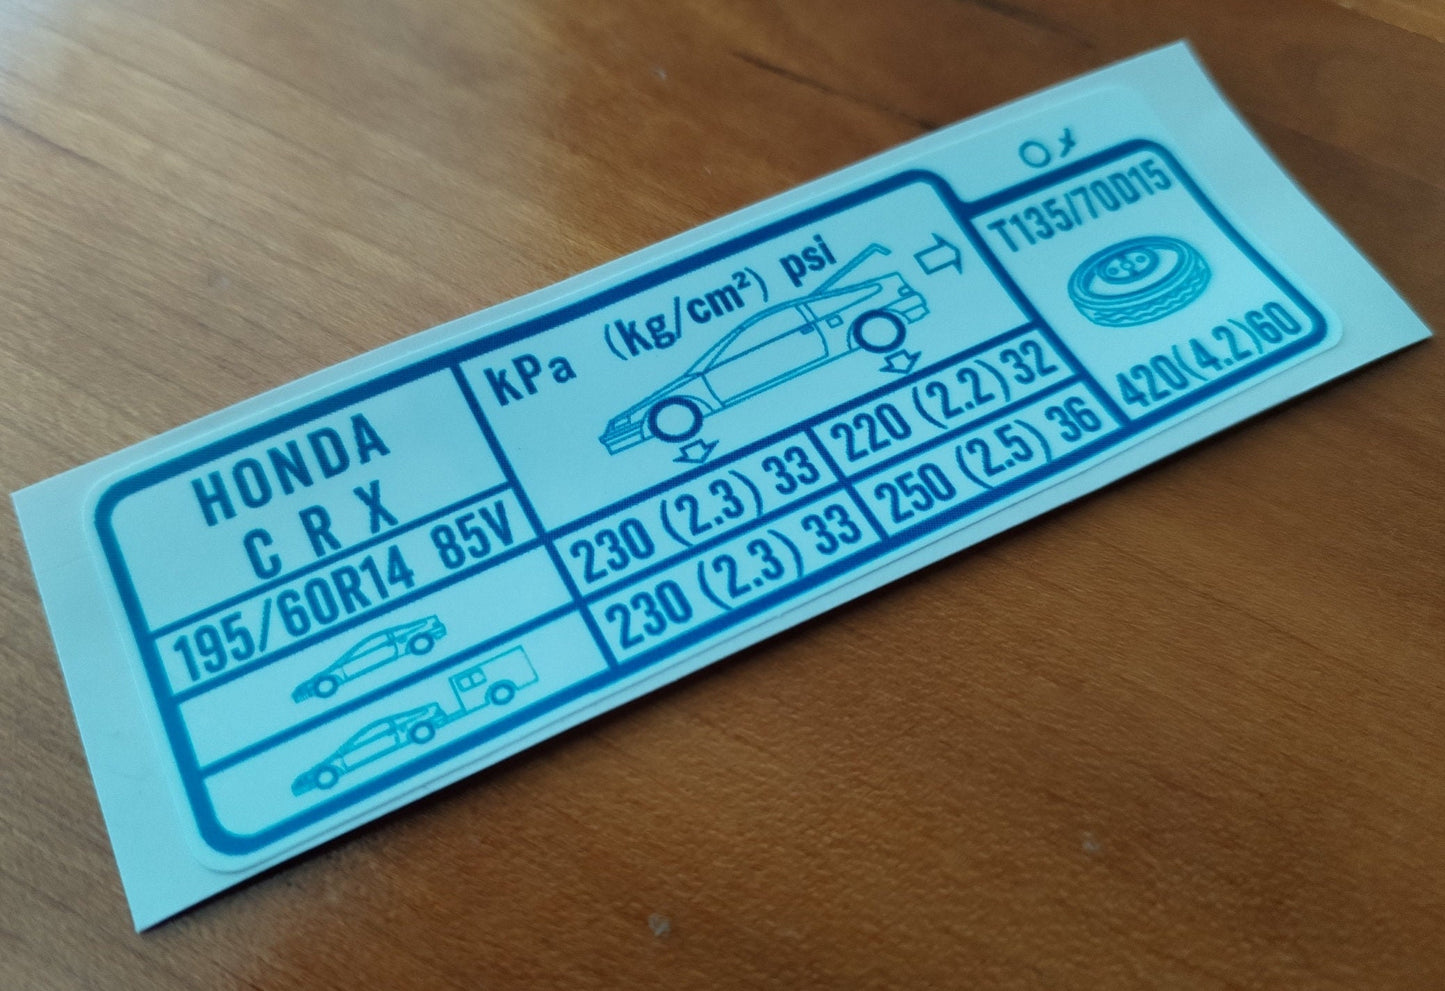 HONDA
C R X
195/60R14 85V
kPa (kg/cm²) psi
230 (2.3) 33
220 (2.2) 32
230 (2.3) 33
250 (2.5) 36
T135/70D15
420(4.2)60